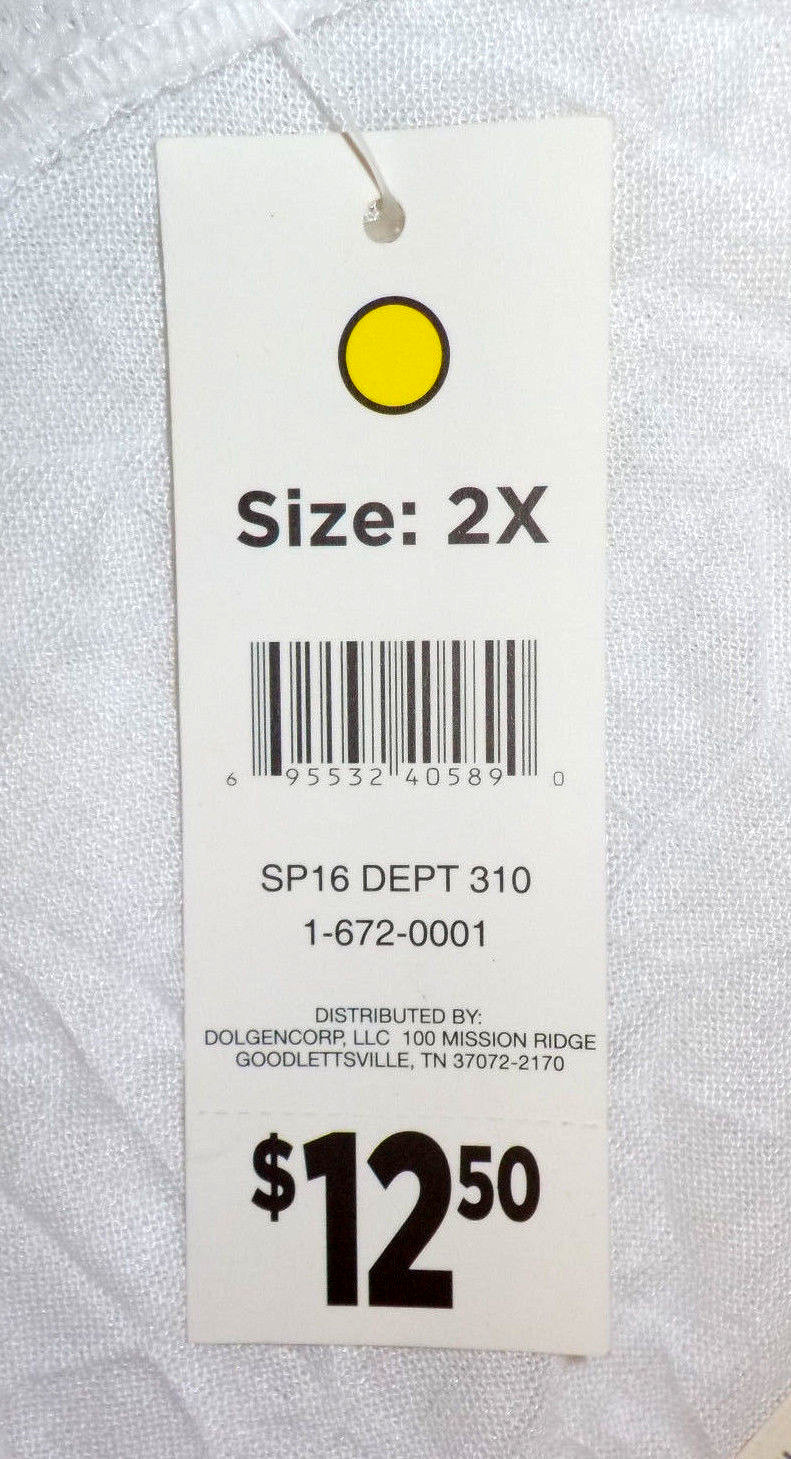 Size: 2X
6 95532 40589 0
SP16 DEPT 310
1-672-0001
DISTRIBUTED BY:
DOLGENCORP, LLC 100 MISSION RIDGE
GOODLETTSVILLE, TN 37072-2170
$12 50